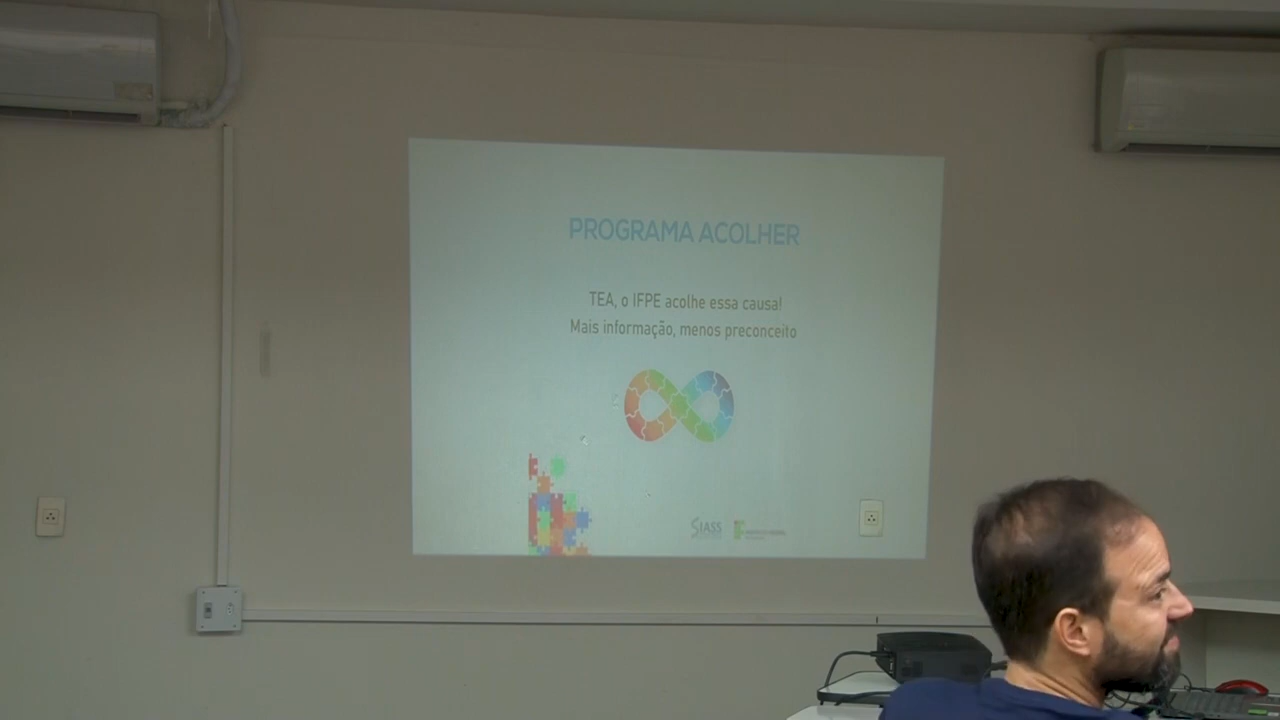 PROGRAMA ACOLHER
TEA, o IFPE acolhe essa causa!
Mais informação, menos preconceito
SIASS